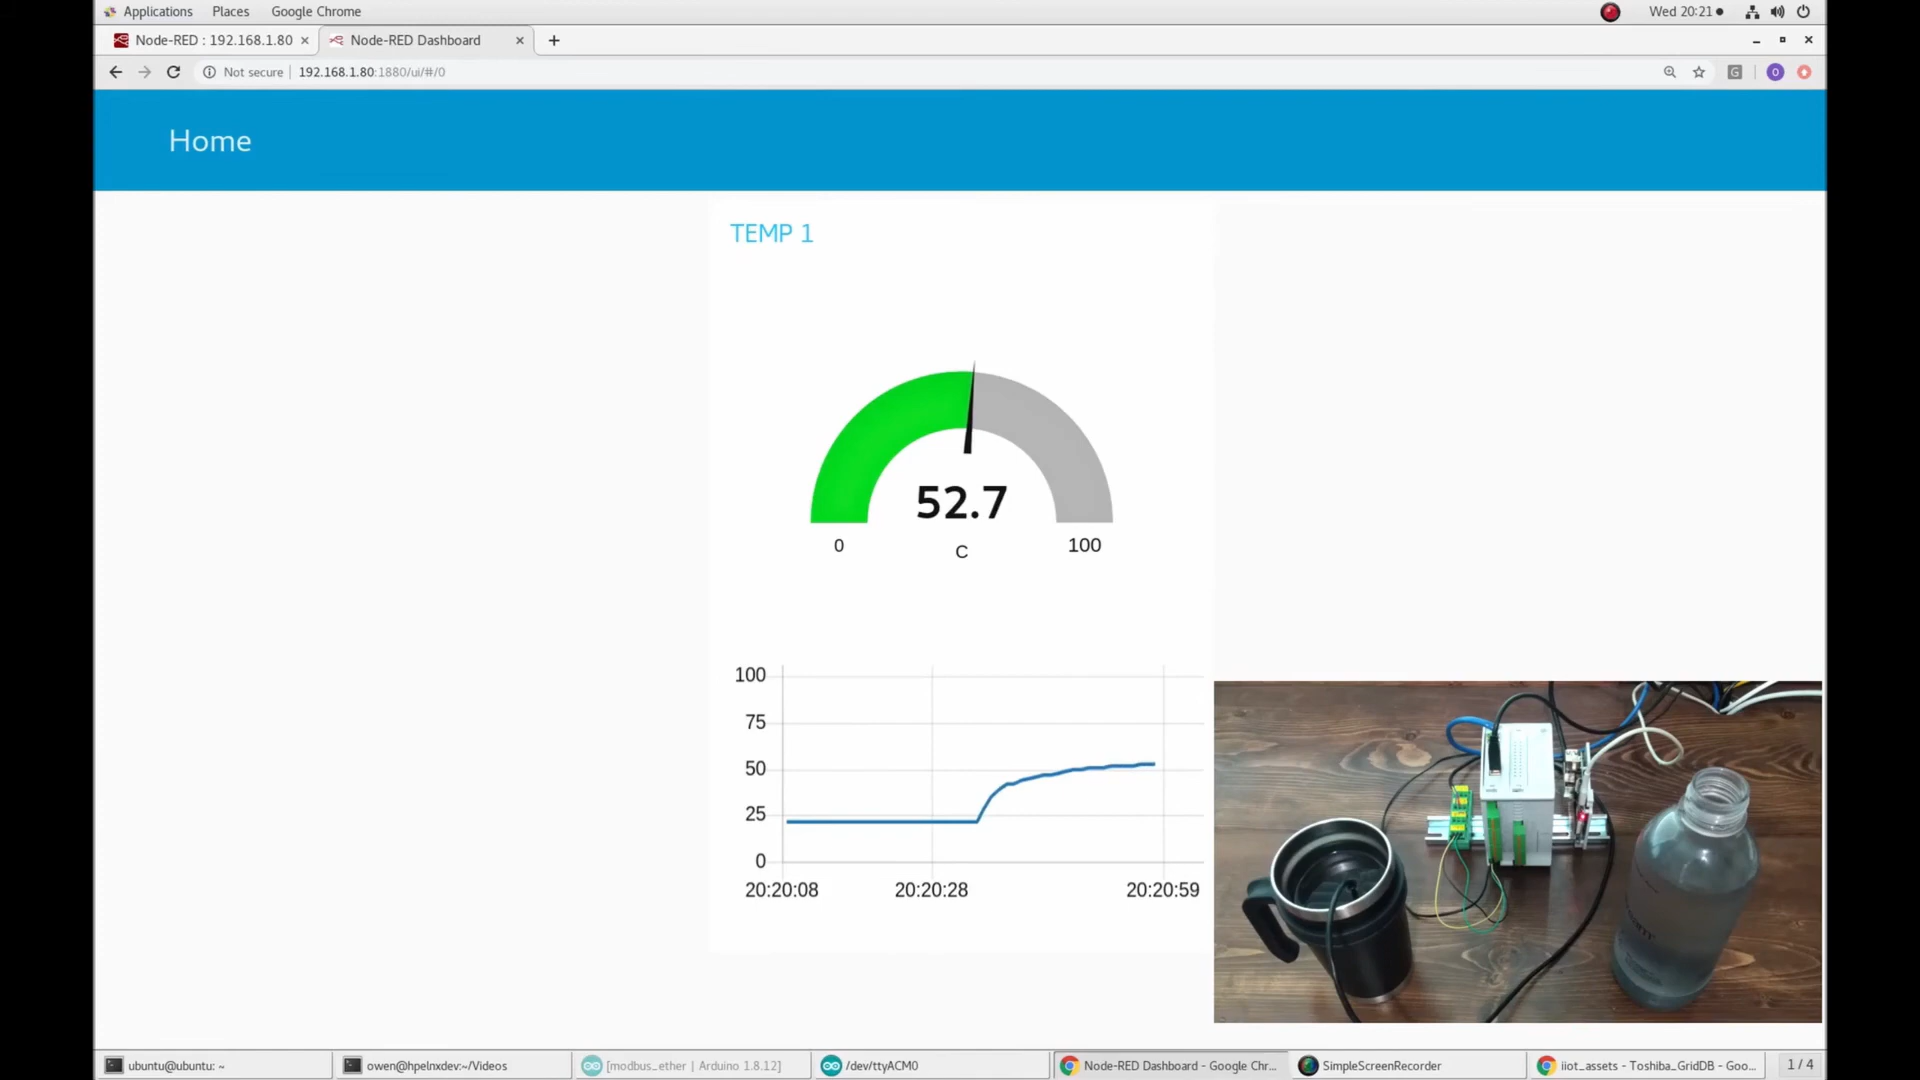 Applications Places Google Chrome Wed 20:21
Node-RED : 192.168.1.80 Node-RED Dashboard
Not secure 192.168.1.80:1880/ui/#/0 G O
Home
TEMP 1
52.7
0 C 100
100
75
50
25
0
20:20:08 20:20:28 20:20:59
ubuntu@ubuntu: ~ owen@hpelnxdev:~/Videos [modbus_ether | Arduino 1.8.12] /dev/ttyACM0 Node-RED Dashboard - Google Chr... SimpleScreenRecorder iiot_assets - Toshiba_GridDB - Goo... 1 / 4